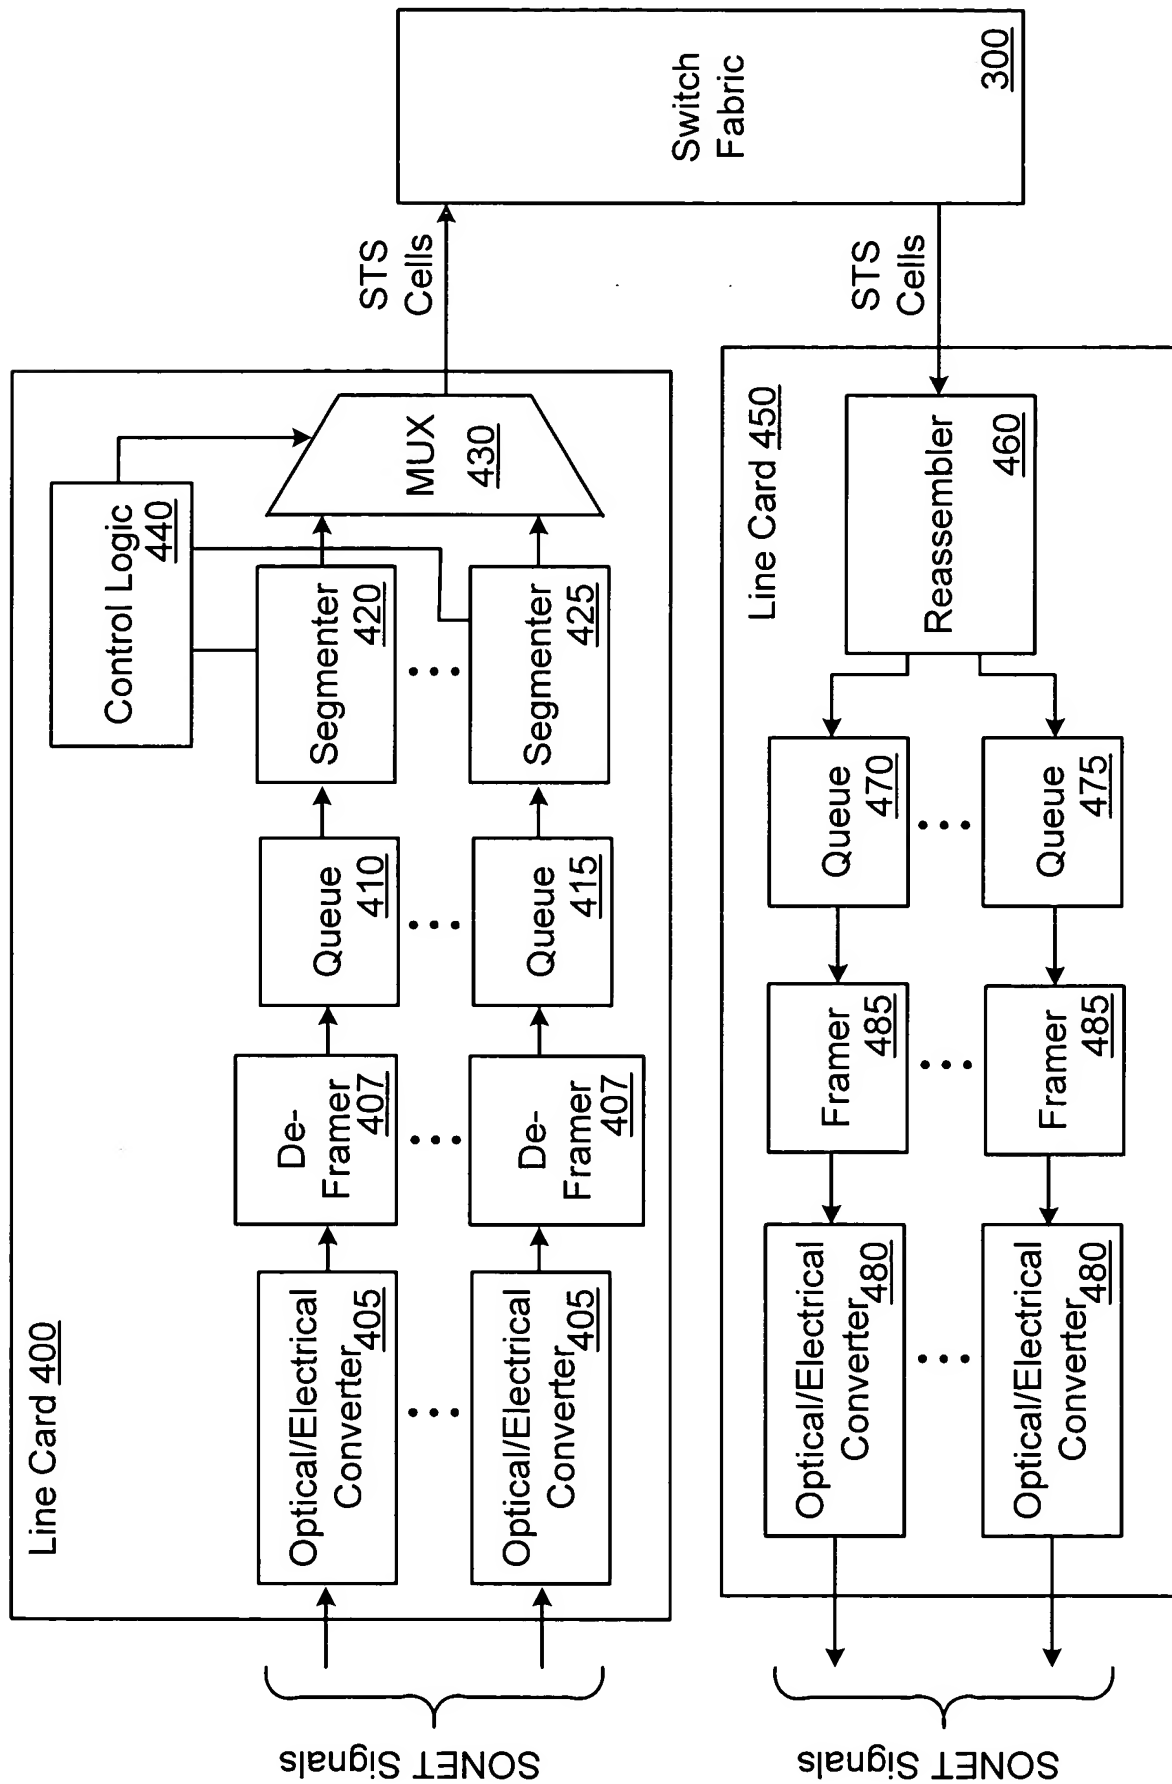 Line Card 400
Control Logic
440
SONET Signals
Optical/Electrical
Converter 405
De-
Framer
407
Queue
410
Segmenter
420
MUX
430
Optical/Electrical
Converter 405
De-
Framer
407
Queue
415
Segmenter
425
STS
Cells
Switch
Fabric
300
Line Card 450
STS
Cells
Reassembler
460
Queue
470
Framer
485
Optical/Electrical
Converter 480
Queue
475
Framer
485
Optical/Electrical
Converter 480
SONET Signals